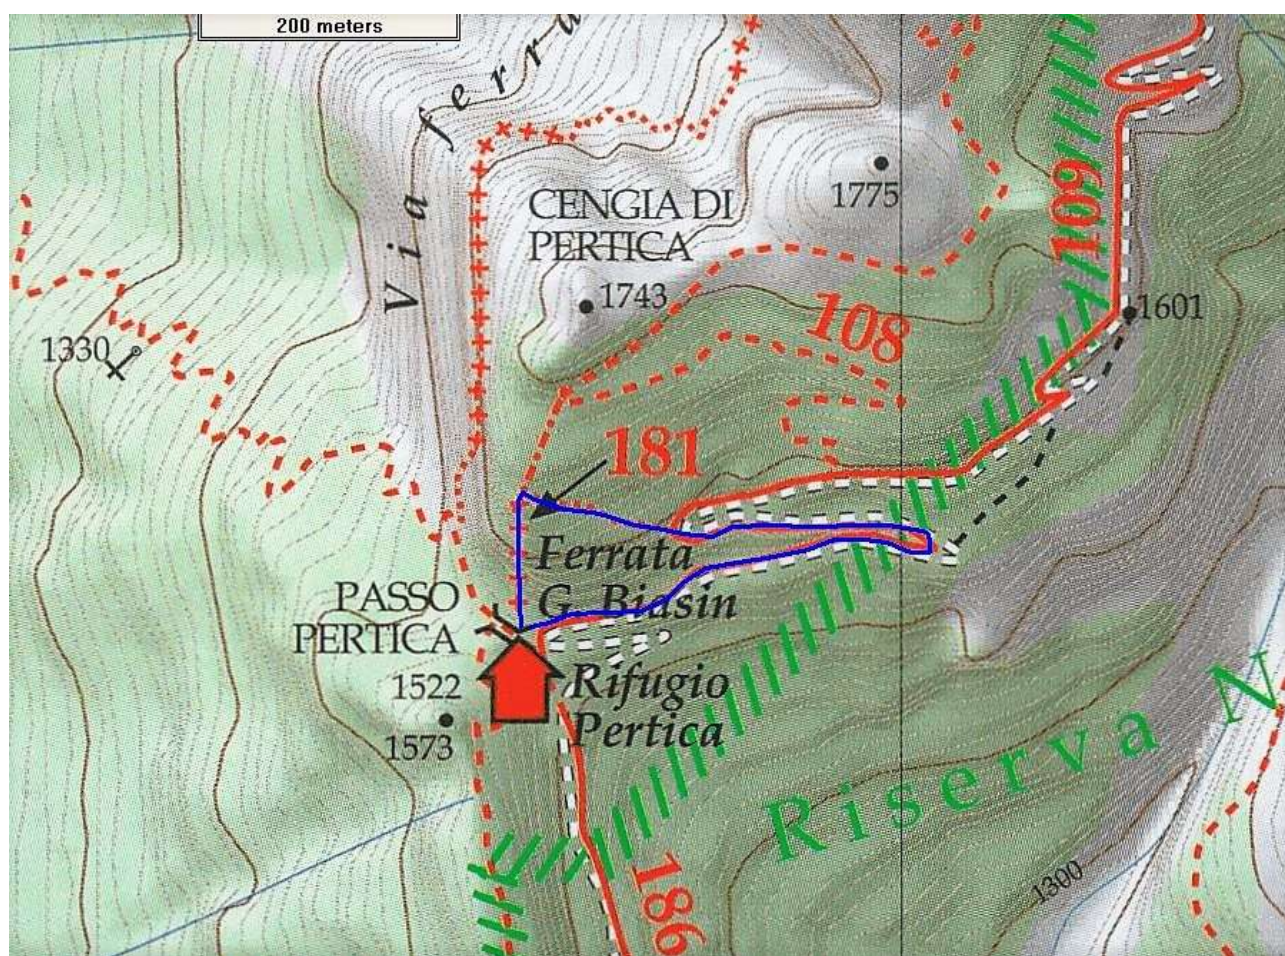 200 meters
Via ferra
CENGIA DI
PERTICA
1775
1743
109
1601
108
1330
181
Ferrata
G. Biasin
PASSO
PERTICA
1522
1573
Rifugio
Pertica
Riserva N
1300
186